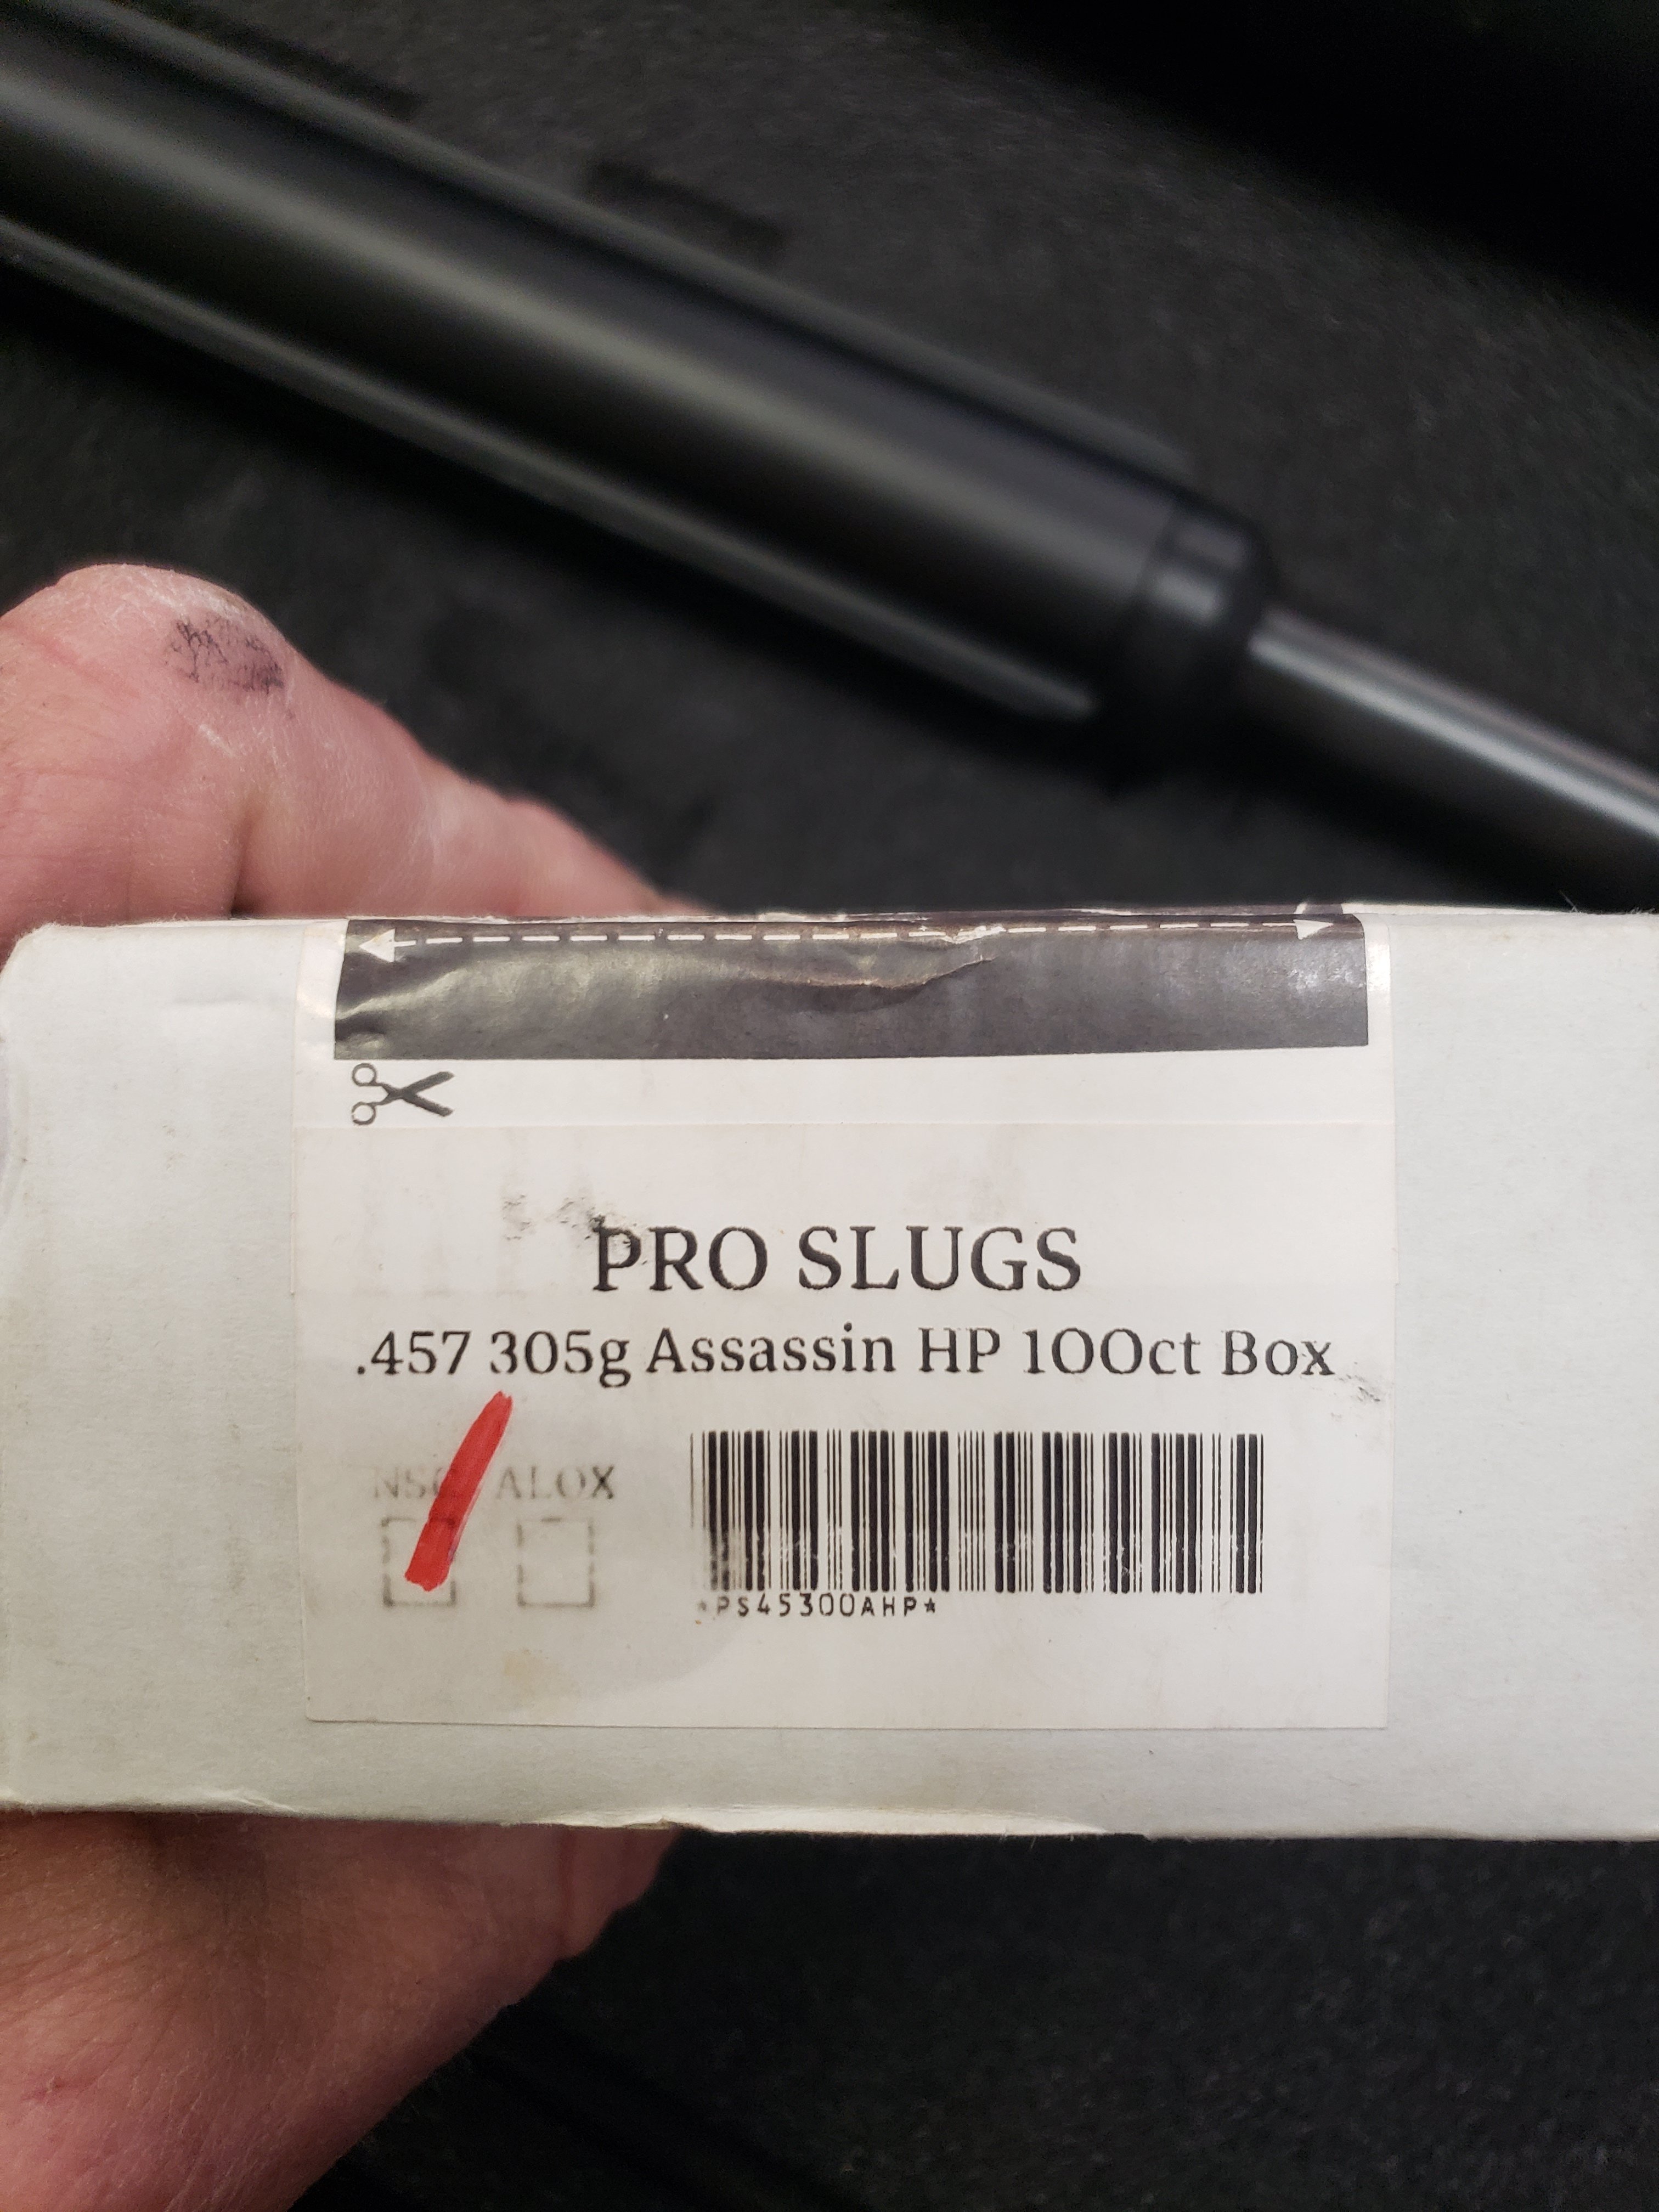 PRO SLUGS
.457 305g Assassin HP 100ct Box
ALOX
*PS45300AHP*